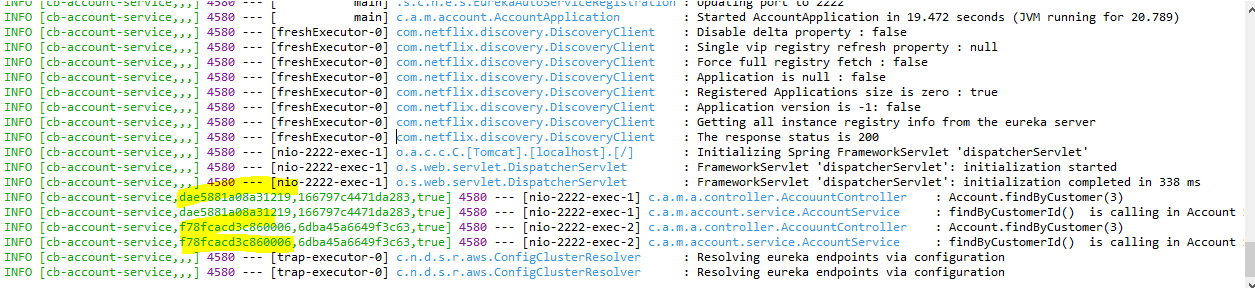 INFO [cb-account-service,,,] 4580 --- [           main] .s.c.n.e.s.EurekaAutoServiceRegistration : Updating port to 2222
INFO [cb-account-service,,,] 4580 --- [           main] c.a.m.account.AccountApplication         : Started AccountApplication in 19.472 seconds (JVM running for 20.789)
INFO [cb-account-service,,,] 4580 --- [freshExecutor-0] com.netflix.discovery.DiscoveryClient    : Disable delta property : false
INFO [cb-account-service,,,] 4580 --- [freshExecutor-0] com.netflix.discovery.DiscoveryClient    : Single vip registry refresh property : null
INFO [cb-account-service,,,] 4580 --- [freshExecutor-0] com.netflix.discovery.DiscoveryClient    : Force full registry fetch : false
INFO [cb-account-service,,,] 4580 --- [freshExecutor-0] com.netflix.discovery.DiscoveryClient    : Application is null : false
INFO [cb-account-service,,,] 4580 --- [freshExecutor-0] com.netflix.discovery.DiscoveryClient    : Registered Applications size is zero : true
INFO [cb-account-service,,,] 4580 --- [freshExecutor-0] com.netflix.discovery.DiscoveryClient    : Application version is -1: false
INFO [cb-account-service,,,] 4580 --- [freshExecutor-0] com.netflix.discovery.DiscoveryClient    : Getting all instance registry info from the eureka server
INFO [cb-account-service,,,] 4580 --- [freshExecutor-0] com.netflix.discovery.DiscoveryClient    : The response status is 200
INFO [cb-account-service,,,] 4580 --- [nio-2222-exec-1] o.a.c.c.C.[Tomcat].[localhost].[/]       : Initializing Spring FrameworkServlet 'dispatcherServlet'
INFO [cb-account-service,,,] 4580 --- [nio-2222-exec-1] o.s.web.servlet.DispatcherServlet        : FrameworkServlet 'dispatcherServlet': initialization started
INFO [cb-account-service,,,] 4580 --- [nio-2222-exec-1] o.s.web.servlet.DispatcherServlet        : FrameworkServlet 'dispatcherServlet': initialization completed in 338 ms
INFO [cb-account-service,dae5881a08a31219,166797c4471da283,true] 4580 --- [nio-2222-exec-1] c.a.m.a.controller.AccountController     : Account.findByCustomer(3)
INFO [cb-account-service,dae5881a08a31219,166797c4471da283,true] 4580 --- [nio-2222-exec-1] c.a.m.account.service.AccountService     : findByCustomerId()  is calling in Account
INFO [cb-account-service,f78fcacd3c860006,6dba45a6649f3c63,true] 4580 --- [nio-2222-exec-2] c.a.m.a.controller.AccountController     : Account.findByCustomer(3)
INFO [cb-account-service,f78fcacd3c860006,6dba45a6649f3c63,true] 4580 --- [nio-2222-exec-2] c.a.m.account.service.AccountService     : findByCustomerId()  is calling in Account
INFO [cb-account-service,,,] 4580 --- [trap-executor-0] c.n.d.s.r.aws.ConfigClusterResolver      : Resolving eureka endpoints via configuration
INFO [cb-account-service,,,] 4580 --- [trap-executor-0] c.n.d.s.r.aws.ConfigClusterResolver      : Resolving eureka endpoints via configuration